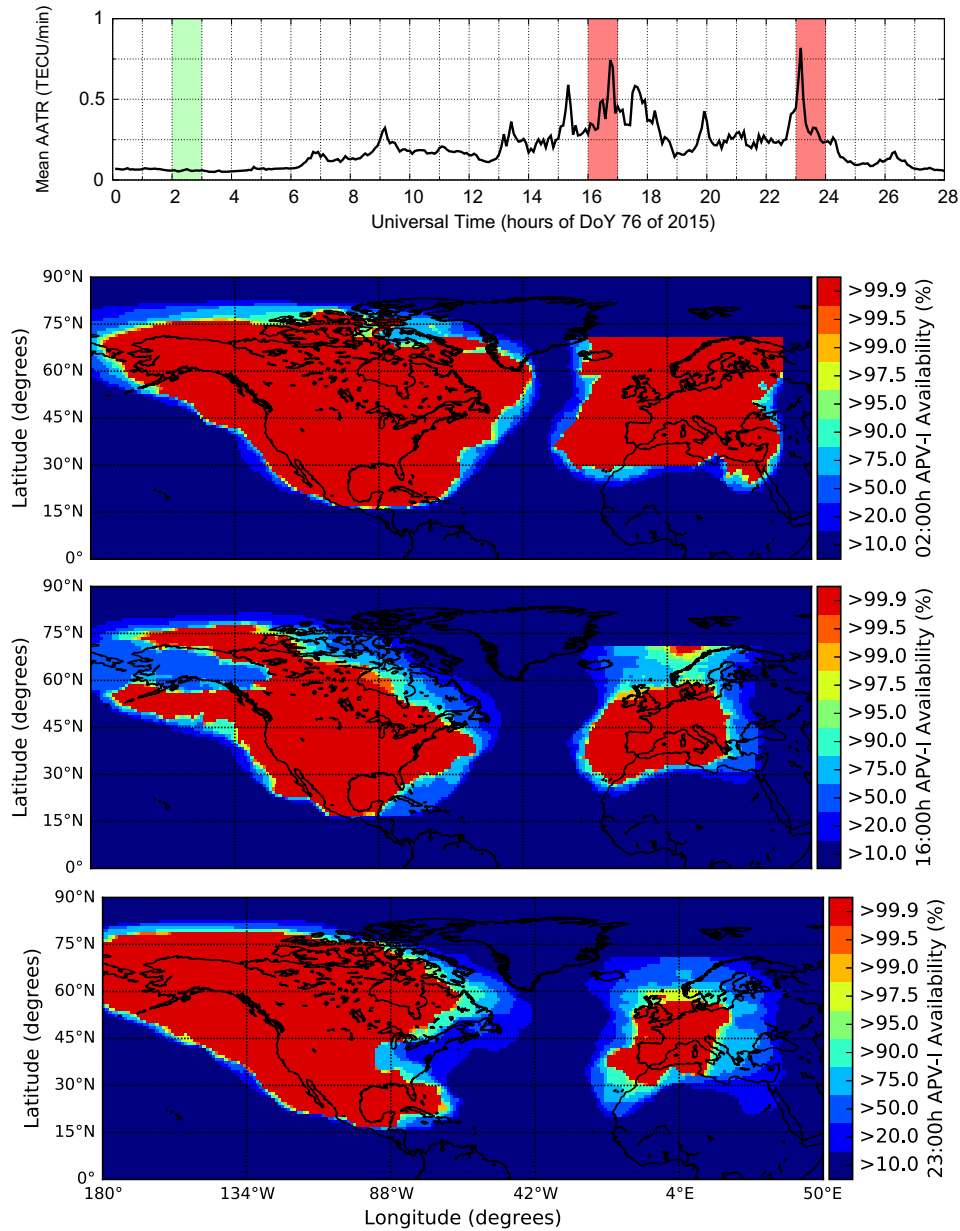 1
0.5
0
Mean AATR (TECU/min)
0 2 4 6 8 10 12 14 16 18 20 22 24 26 28
Universal Time (hours of DoY 76 of 2015)
90°N
75°N
60°N
45°N
30°N
15°N
0°
Latitude (degrees)
>99.9
>99.5
>99.0
>97.5
>95.0
>90.0
>75.0
>50.0
>20.0
>10.0
02:00h APV-I Availability (%)
90°N
75°N
60°N
45°N
30°N
15°N
0°
Latitude (degrees)
>99.9
>99.5
>99.0
>97.5
>95.0
>90.0
>75.0
>50.0
>20.0
>10.0
16:00h APV-I Availability (%)
90°N
75°N
60°N
45°N
30°N
15°N
0°
Latitude (degrees)
>99.9
>99.5
>99.0
>97.5
>95.0
>90.0
>75.0
>50.0
>20.0
>10.0
23:00h APV-I Availability (%)
180° 134°W 88°W 42°W 4°E 50°E
Longitude (degrees)